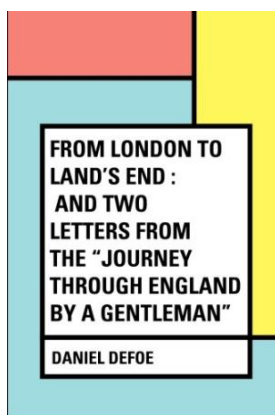 FROM LONDON TO
LAND'S END :
AND TWO
LETTERS FROM
THE “JOURNEY
THROUGH ENGLAND
BY A GENTLEMAN”
DANIEL DEFOE